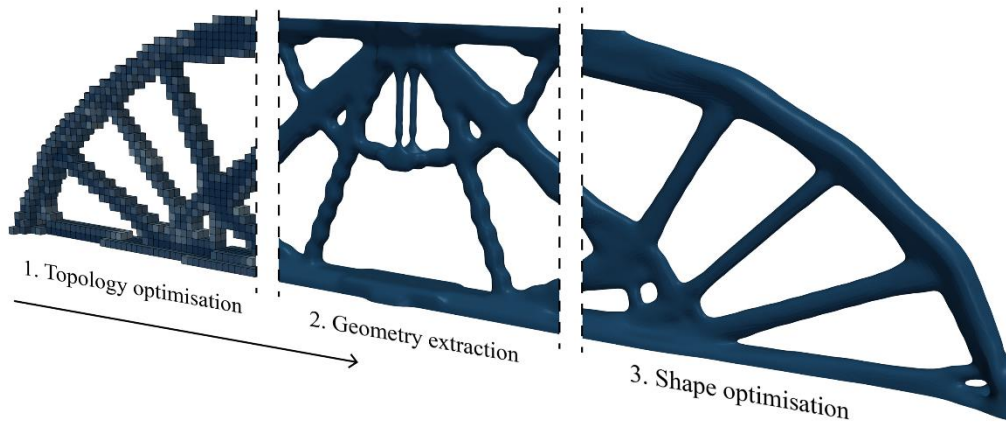 1. Topology optimisation
2. Geometry extraction
3. Shape optimisation